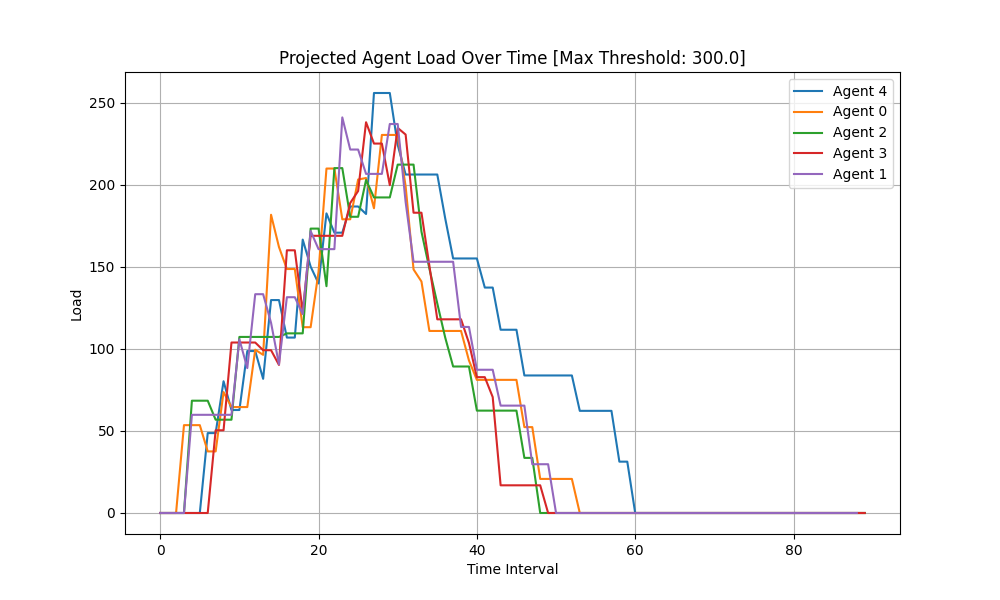 Projected Agent Load Over Time [Max Threshold: 300.0]
Load
250
200
150
100
50
0
0 20 40 60 80
Time Interval
Agent 4
Agent 0
Agent 2
Agent 3
Agent 1